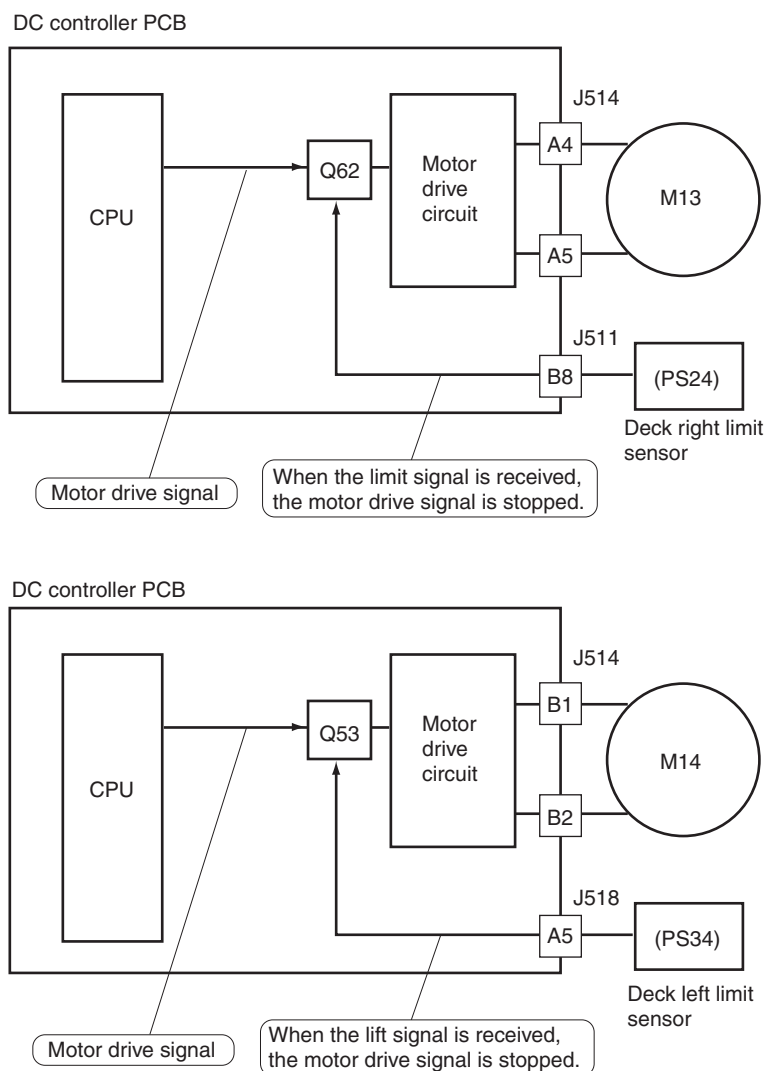 DC controller PCB
J514
A4
Q62
Motor
drive
circuit
M13
CPU
A5
J511
B8
(PS24)
Deck right limit
sensor
Motor drive signal
When the limit signal is received,
the motor drive signal is stopped.
DC controller PCB
J514
B1
Q53
Motor
drive
circuit
M14
CPU
B2
J518
A5
(PS34)
Deck left limit
sensor
Motor drive signal
When the lift signal is received,
the motor drive signal is stopped.